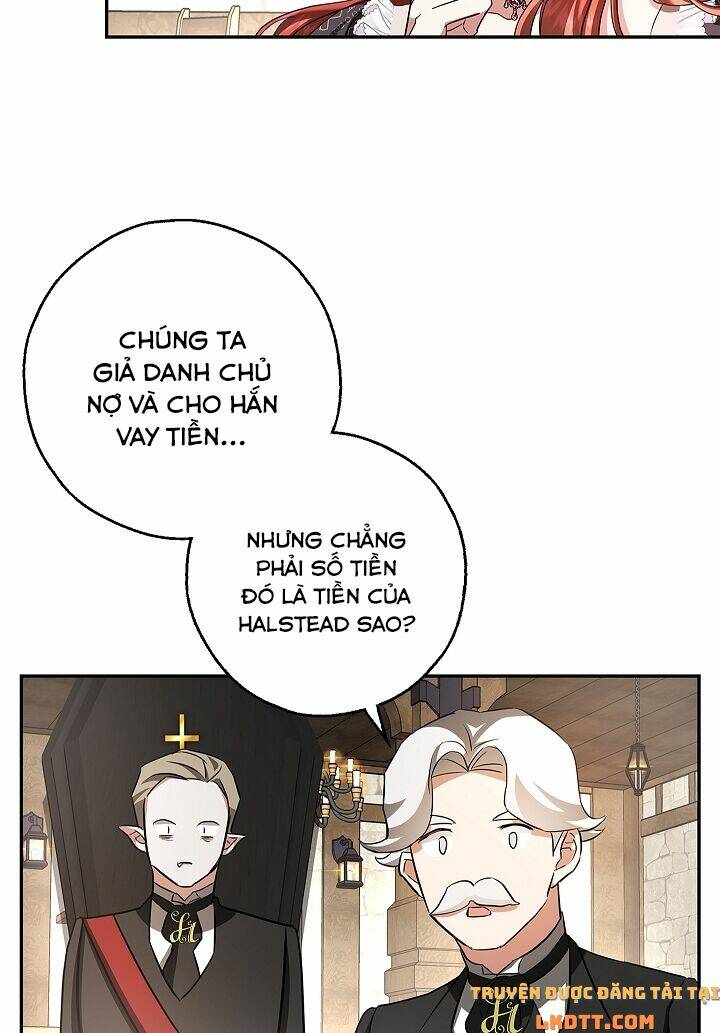 CHÚNG TA
GIẢ DANH CHỦ
NỢ VÀ CHO HẮN
VAY TIỀN...
NHƯNG CHẲNG
PHẢI SỐ TIỀN
ĐÓ LÀ TIỀN CỦA
HALSTEAD SAO?
H
H
TRUYỆN ĐƯỢC ĐĂNG TẢI TẠI
LKOTT.COM